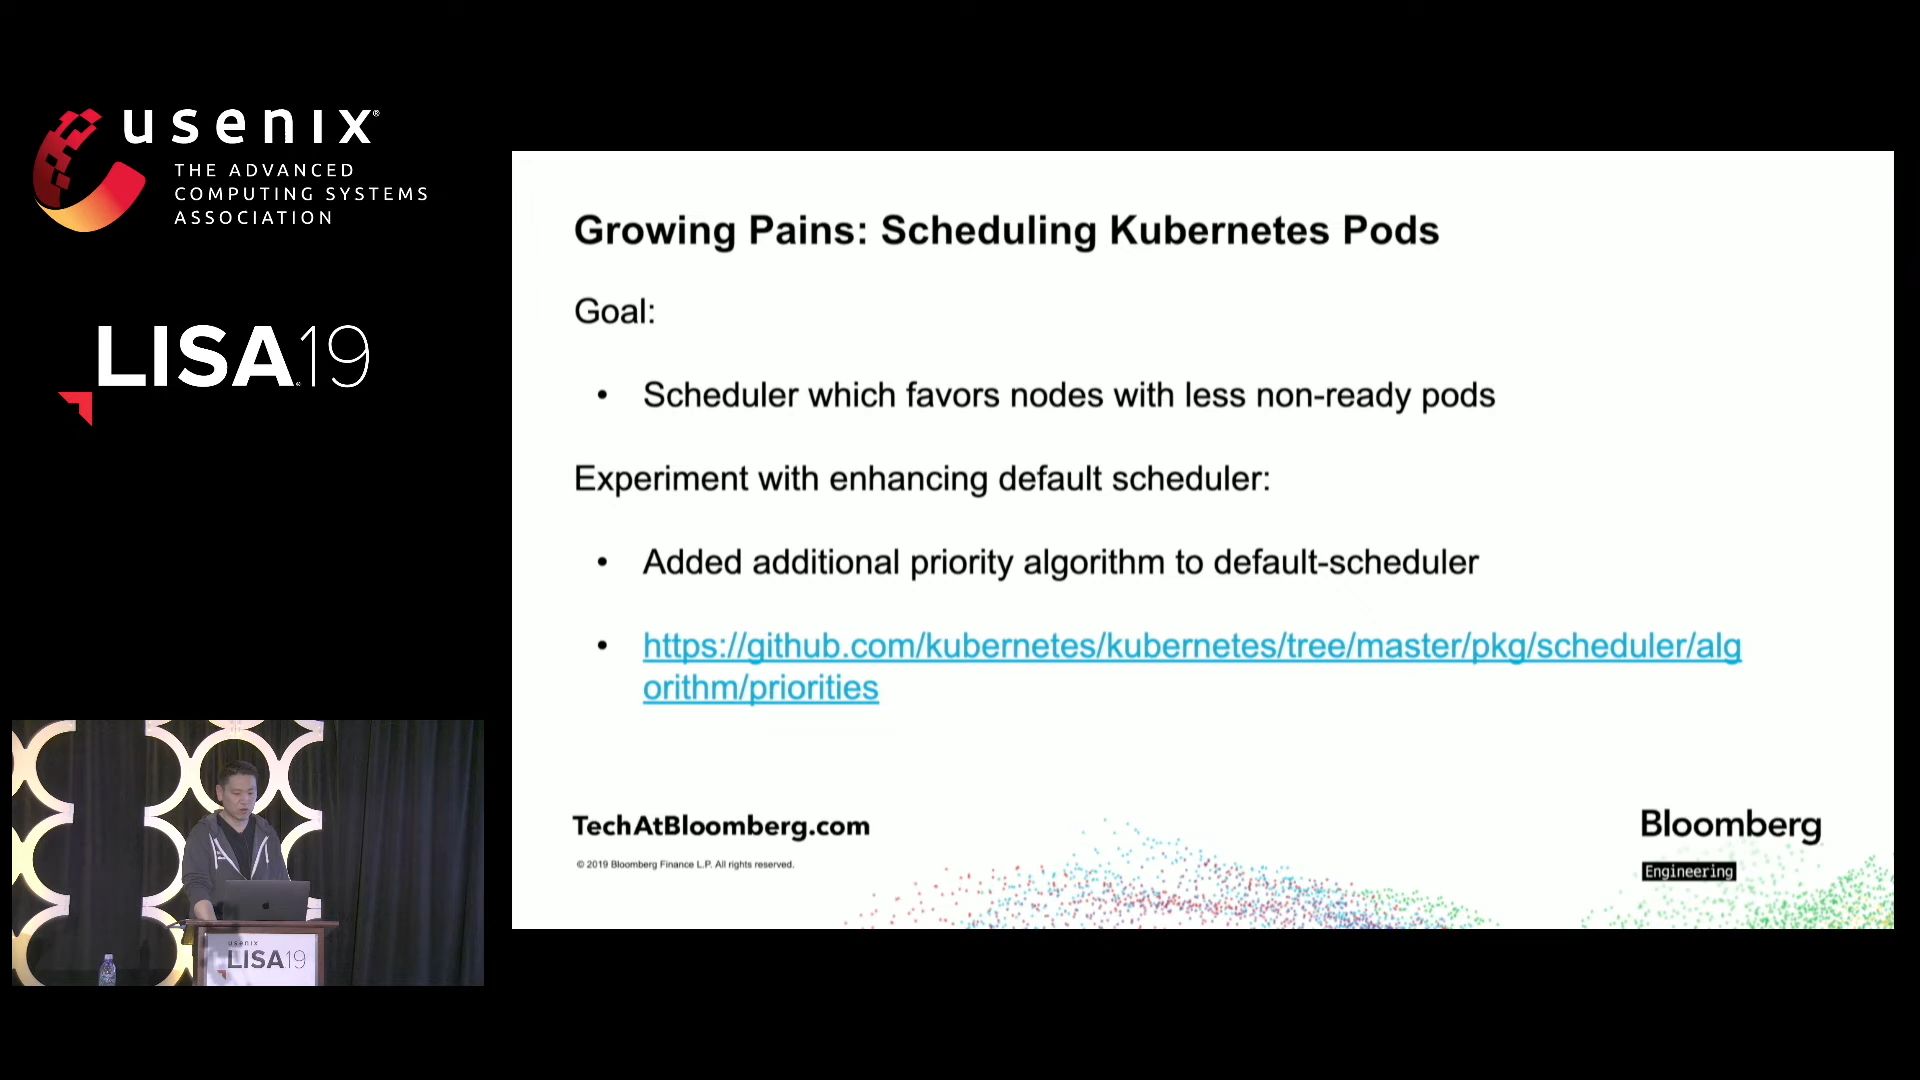 usenix®
THE ADVANCED
COMPUTING SYSTEMS
ASSOCIATION
LISA19
Growing Pains: Scheduling Kubernetes Pods
Goal:
• Scheduler which favors nodes with less non-ready pods
Experiment with enhancing default scheduler:
• Added additional priority algorithm to default-scheduler
• https://github.com/kubernetes/kubernetes/tree/master/pkg/scheduler/alg
orithm/priorities
TechAtBloomberg.com
© 2019 Bloomberg Finance L.P. All rights reserved.
Bloomberg
Engineering
usenix
LISA19